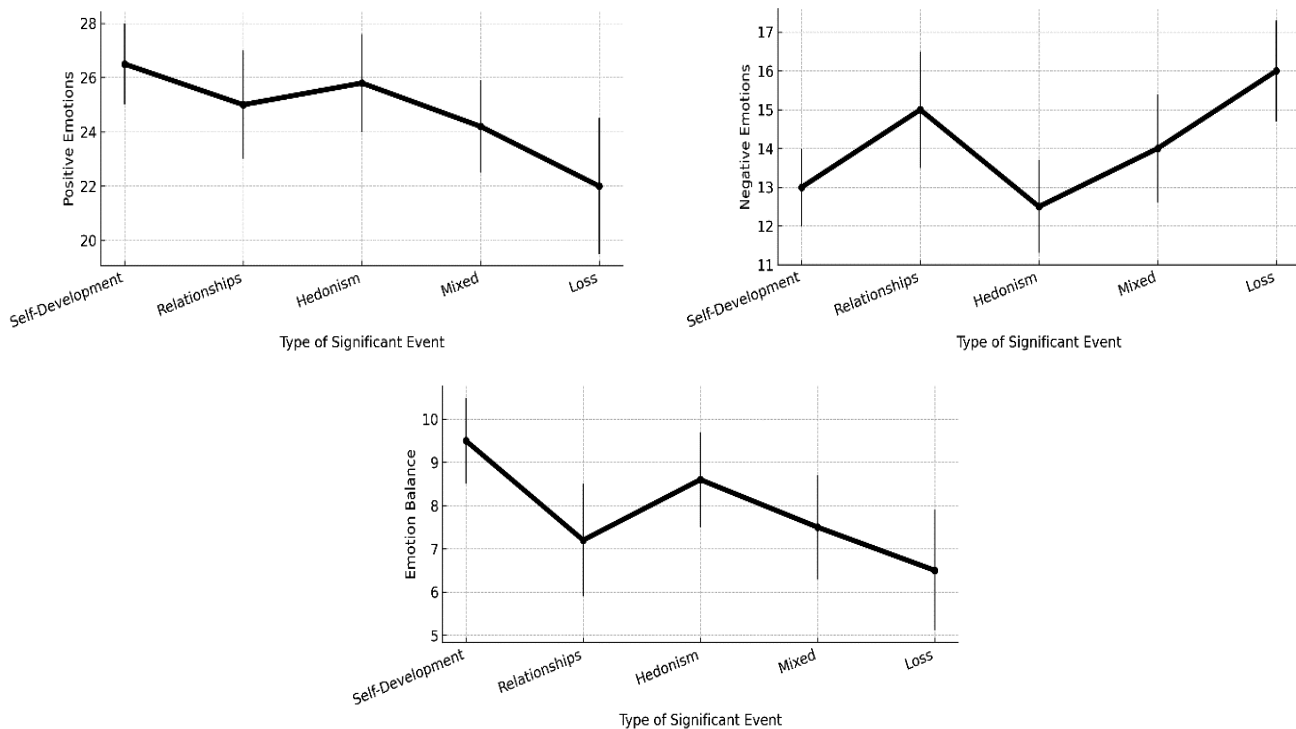 Positive Emotions
28
26
24
22
20
Self-Development
Relationships
Hedonism
Mixed
Loss
Type of Significant Event
Negative Emotions
17
16
15
14
13
12
11
Self-Development
Relationships
Hedonism
Mixed
Loss
Type of Significant Event
Emotion Balance
10
9
8
7
6
5
Self-Development
Relationships
Hedonism
Mixed
Loss
Type of Significant Event